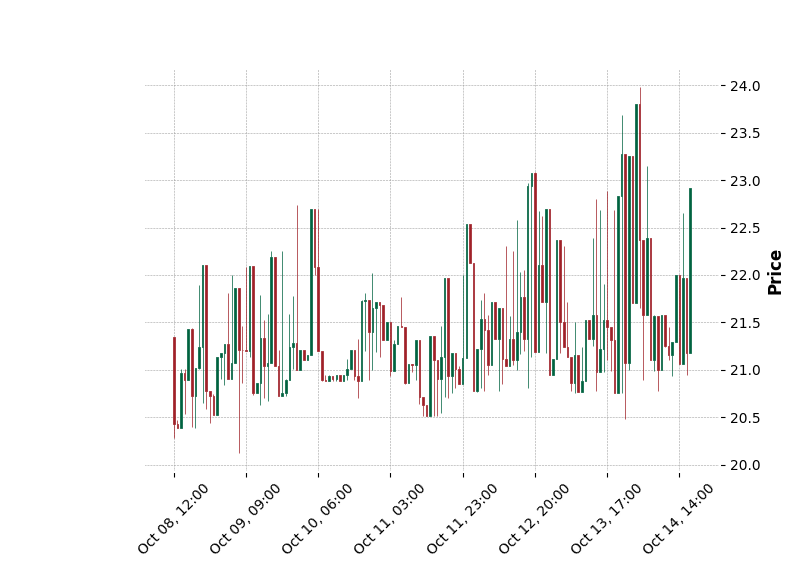 24.0
23.5
23.0
22.5
22.0
21.5
21.0
20.5
20.0
Price
Oct 08, 12:00
Oct 09, 09:00
Oct 10, 06:00
Oct 11, 03:00
Oct 11, 23:00
Oct 12, 20:00
Oct 13, 17:00
Oct 14, 14:00